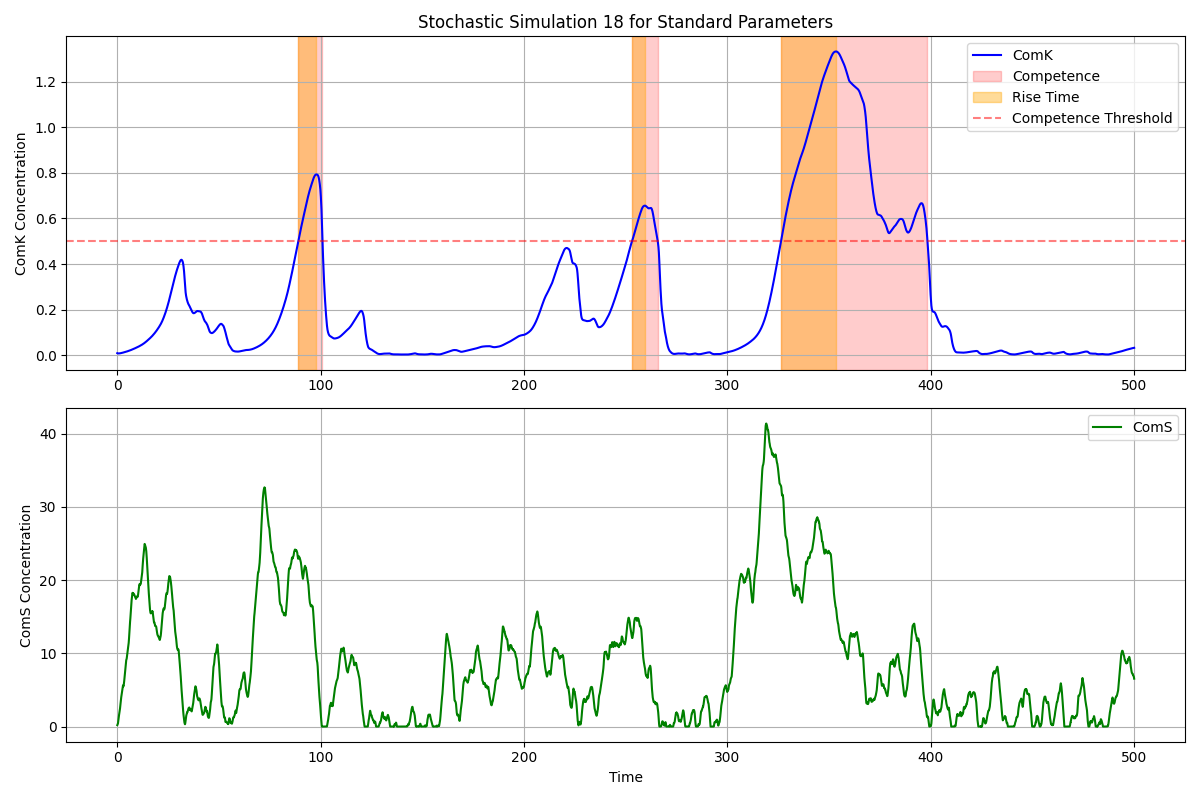 Stochastic Simulation 18 for Standard Parameters
ComK Concentration
1.2
1.0
0.8
0.6
0.4
0.2
0.0
ComK
Competence
Rise Time
Competence Threshold
0 100 200 300 400 500
ComS Concentration
40
30
20
10
0
ComS
0 100 200 300 400 500
Time